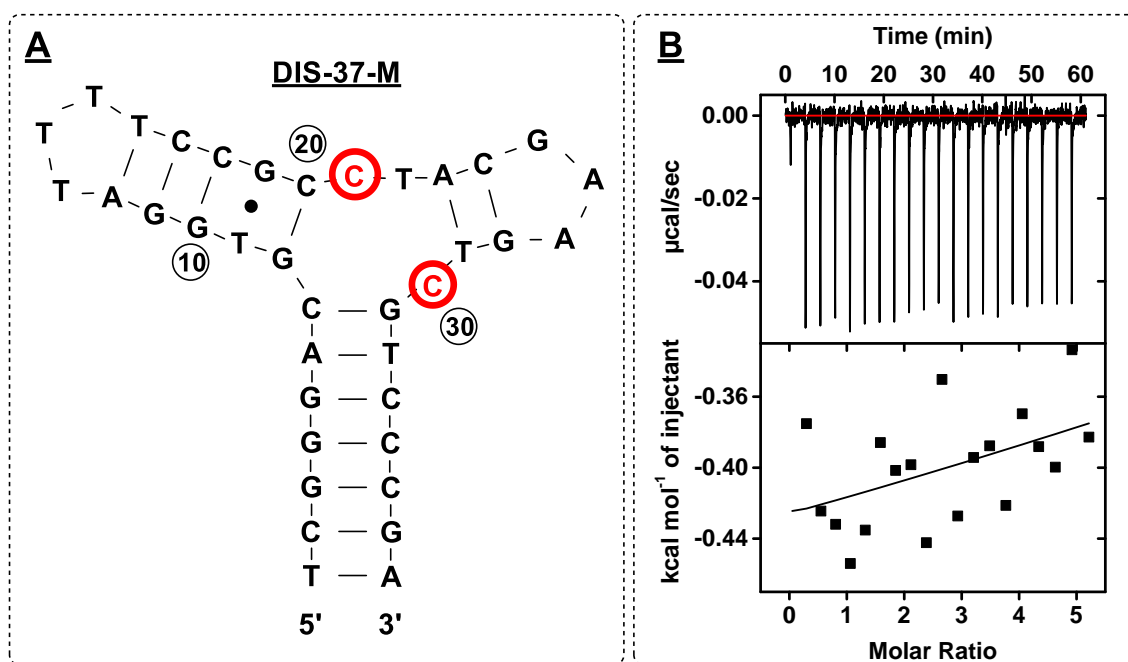 A
DIS-37-M
T
T T C C G C C T A C G A
T A G G T G T G A
20
10
C
30
C G
A T
G C
G C
G C
C G
T A
5' 3'
B
Time (min)
0 10 20 30 40 50 60
0.00
-0.02
-0.04
µcal/sec
-0.36
-0.40
-0.44
kcal mol⁻¹ of injectant
0 1 2 3 4 5
Molar Ratio